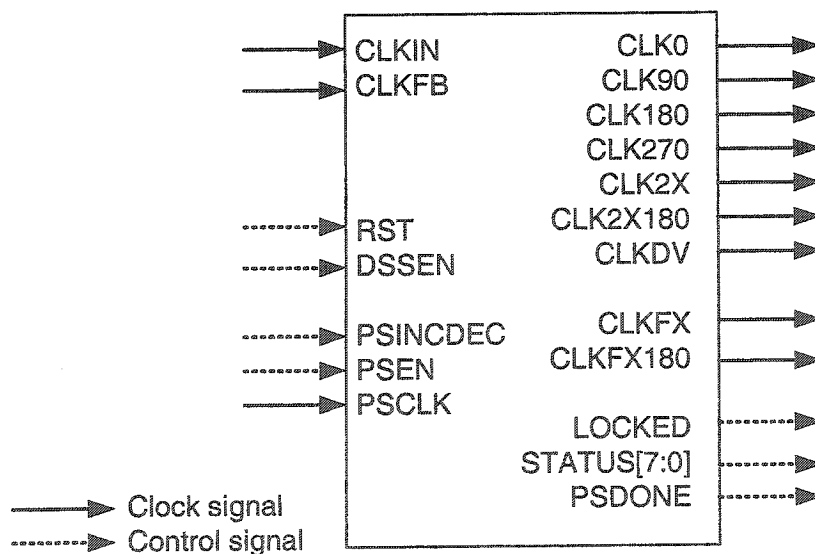 CLKIN
CLKFB
RST
DSSEN
PSINCDEC
PSEN
PSCLK
CLK0
CLK90
CLK180
CLK270
CLK2X
CLK2X180
CLKDV
CLKFX
CLKFX180
LOCKED
STATUS[7:0]
PSDONE
Clock signal
Control signal